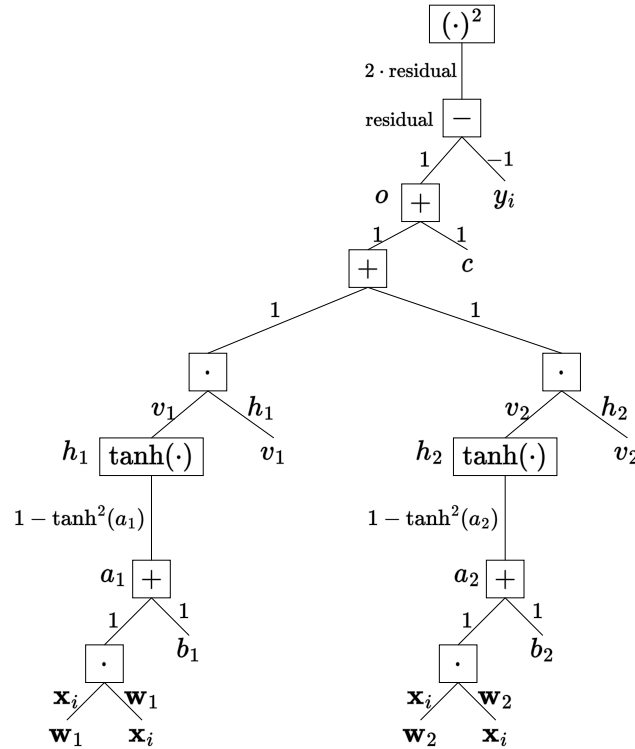 (·)²
2 · residual
residual −
1 −1
o + yᵢ
1 1
+ c
1 1
· ·
v₁ h₁ v₂ h₂
h₁ tanh(·) v₁ h₂ tanh(·) v₂
1 − tanh²(a₁) 1 − tanh²(a₂)
a₁ + a₂ +
1 1 1 1
· b₁ · b₂
𝐱ᵢ 𝐰₁ 𝐱ᵢ 𝐰₂
𝐰₁ 𝐱ᵢ 𝐰₂ 𝐱ᵢ